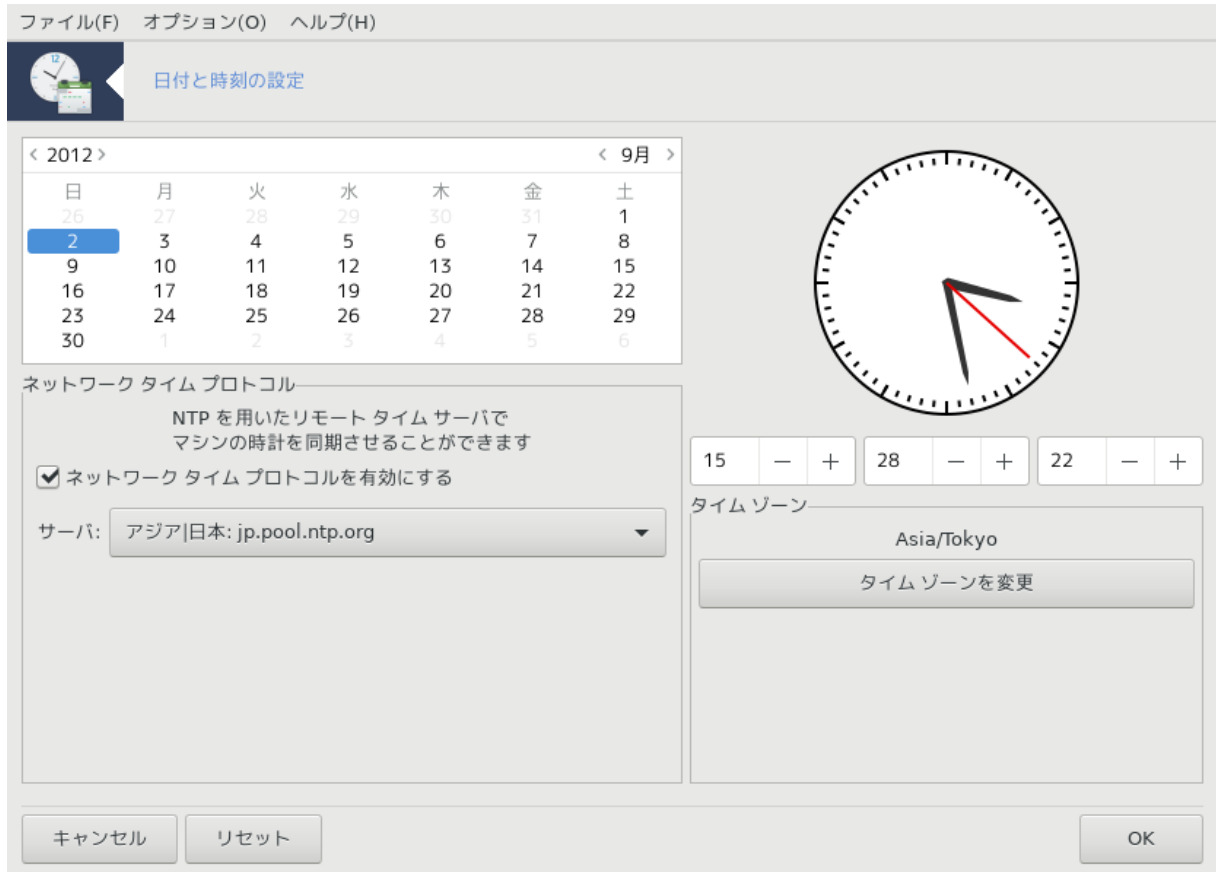 ファイル(F) オプション(O) ヘルプ(H)
日付と時刻の設定
< 2012 > < 9月 >
日 月 火 水 木 金 土
26 27 28 29 30 31 1
2 3 4 5 6 7 8
9 10 11 12 13 14 15
16 17 18 19 20 21 22
23 24 25 26 27 28 29
30 1 2 3 4 5 6
12
ネットワーク タイム プロトコル
NTP を用いたリモート タイム サーバで
マシンの時計を同期させることができます
ネットワーク タイム プロトコルを有効にする
サーバ: アジア|日本: jp.pool.ntp.org
15 − + 28 − + 22 − +
タイム ゾーン
Asia/Tokyo
タイム ゾーンを変更
キャンセル リセット OK